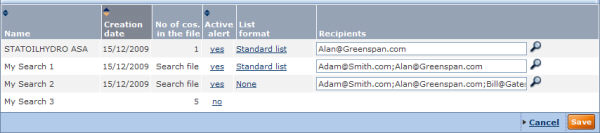 Name Creation date No of cos. in the file Active alert List format Recipients
STATOILHYDRO ASA 15/12/2009 1 yes Standard list Alan@Greenspan.com
My Search 1 15/12/2009 Search file yes Standard list Adam@Smith.com;Alan@Greenspan.com
My Search 2 15/12/2009 Search file yes None Adam@Smith.com;Alan@Greenspan.com;Bill@Gates
My Search 3 5 no
Cancel Save